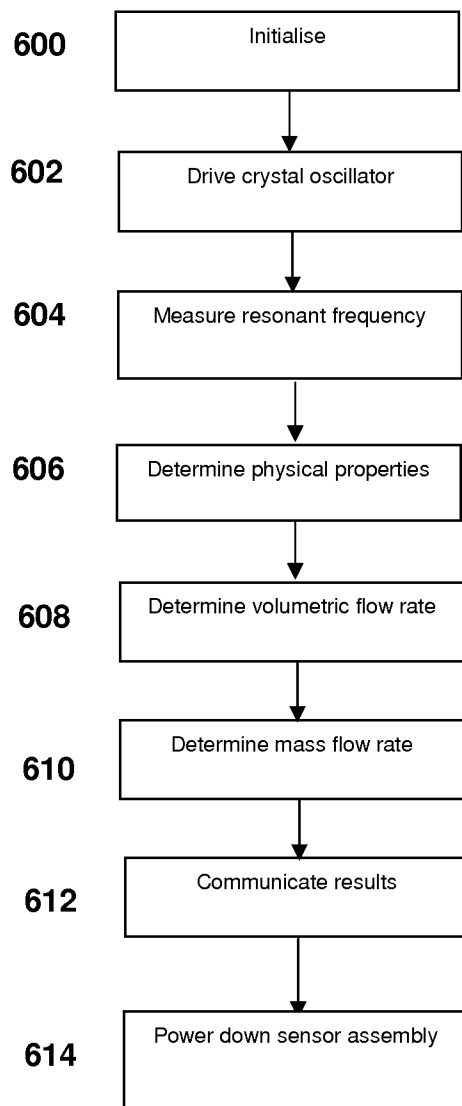 600 Initialise
602 Drive crystal oscillator
604 Measure resonant frequency
606 Determine physical properties
608 Determine volumetric flow rate
610 Determine mass flow rate
612 Communicate results
614 Power down sensor assembly